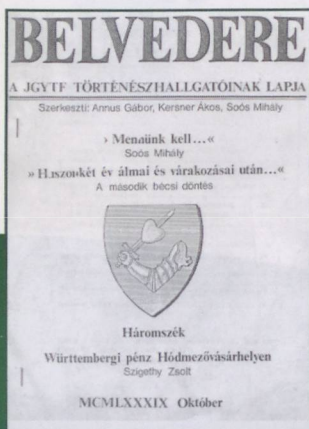 BELVEDERE
A JGYTF TÖRTÉNÉSZHALLGATÓINAK LAPJA
Szerkeszti: Annus Gábor, Kersner Ákos, Soós Mihály
» Mennünk kell...«
Soós Mihály
» Huszonkét év álmai és várakozásai után...«
A második bécsi döntés
Háromszék
Württembergi pénz Hódmezővásárhelyen
Szigethy Zsolt
MCMLXXXIX Október